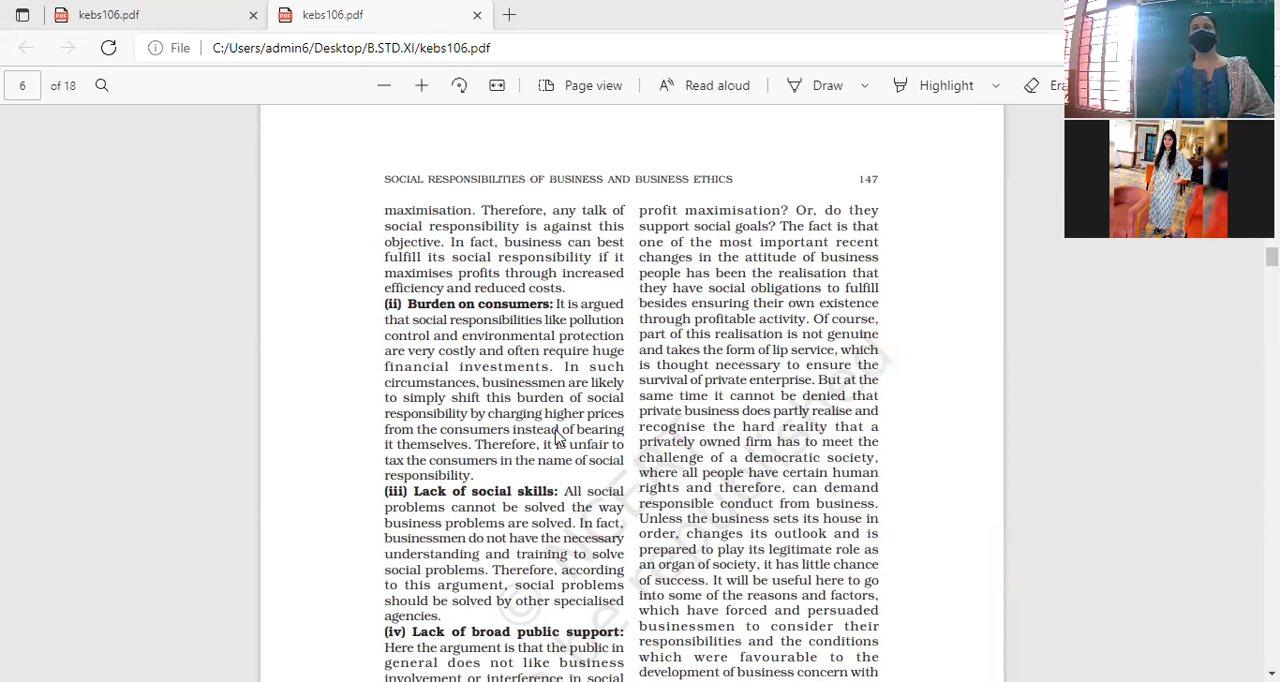 kebs106.pdf
kebs106.pdf
File
C:/Users/admin6/Desktop/B.STD.XI/kebs106.pdf
6 of 18
Page view
Read aloud
Draw
Highlight
SOCIAL RESPONSIBILITIES OF BUSINESS AND BUSINESS ETHICS
147
maximisation. Therefore, any talk of
social responsibility is against this
objective. In fact, business can best
fulfill its social responsibility if it
maximises profits through increased
efficiency and reduced costs.
(ii) Burden on consumers: It is argued
that social responsibilities like pollution
control and environmental protection
are very costly and often require huge
financial investments. In such
circumstances, businessmen are likely
to simply shift this burden of social
responsibility by charging higher prices
from the consumers instead of bearing
it themselves. Therefore, it is unfair to
tax the consumers in the name of social
responsibility.
(iii) Lack of social skills: All social
problems cannot be solved the way
business problems are solved. In fact,
businessmen do not have the necessary
understanding and training to solve
social problems. Therefore, according
to this argument, social problems
should be solved by other specialised
agencies.
(iv) Lack of broad public support:
Here the argument is that the public in
general does not like business
involvement or interference in social
profit maximisation? Or, do they
support social goals? The fact is that
one of the most important recent
changes in the attitude of business
people has been the realisation that
they have social obligations to fulfill
besides ensuring their own existence
through profitable activity. Of course,
part of this realisation is not genuine
and takes the form of lip service, which
is thought necessary to ensure the
survival of private enterprise. But at the
same time it cannot be denied that
private business does partly realise and
recognise the hard reality that a
privately owned firm has to meet the
challenge of a democratic society,
where all people have certain human
rights and therefore, can demand
responsible conduct from business.
Unless the business sets its house in
order, changes its outlook and is
prepared to play its legitimate role as
an organ of society, it has little chance
of success. It will be useful here to go
into some of the reasons and factors,
which have forced and persuaded
businessmen to consider their
responsibilities and the conditions
which were favourable to the
development of business concern with
© NCERT
republished